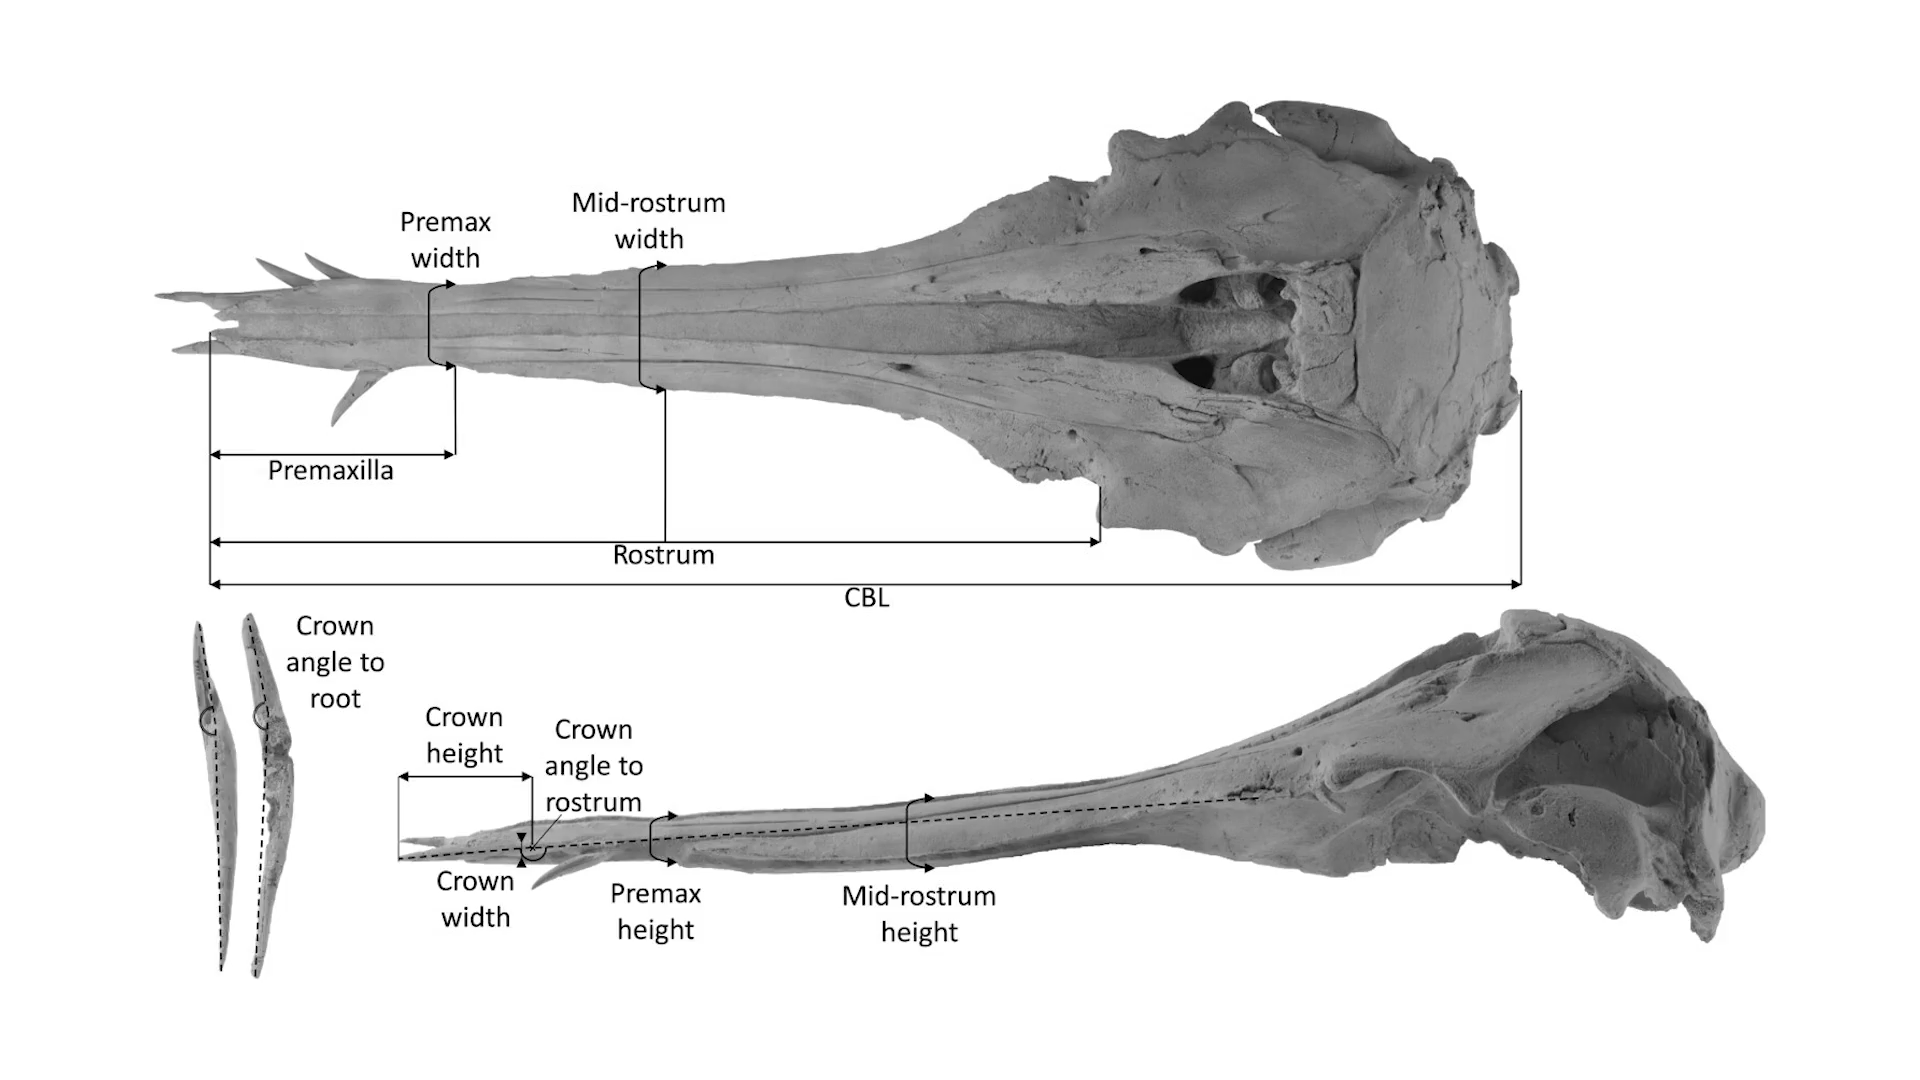 Premax
width
Mid-rostrum
width
Premaxilla
Rostrum
CBL
Crown
angle to
root
Crown
height
Crown
angle to
rostrum
Crown
width
Premax
height
Mid-rostrum
height